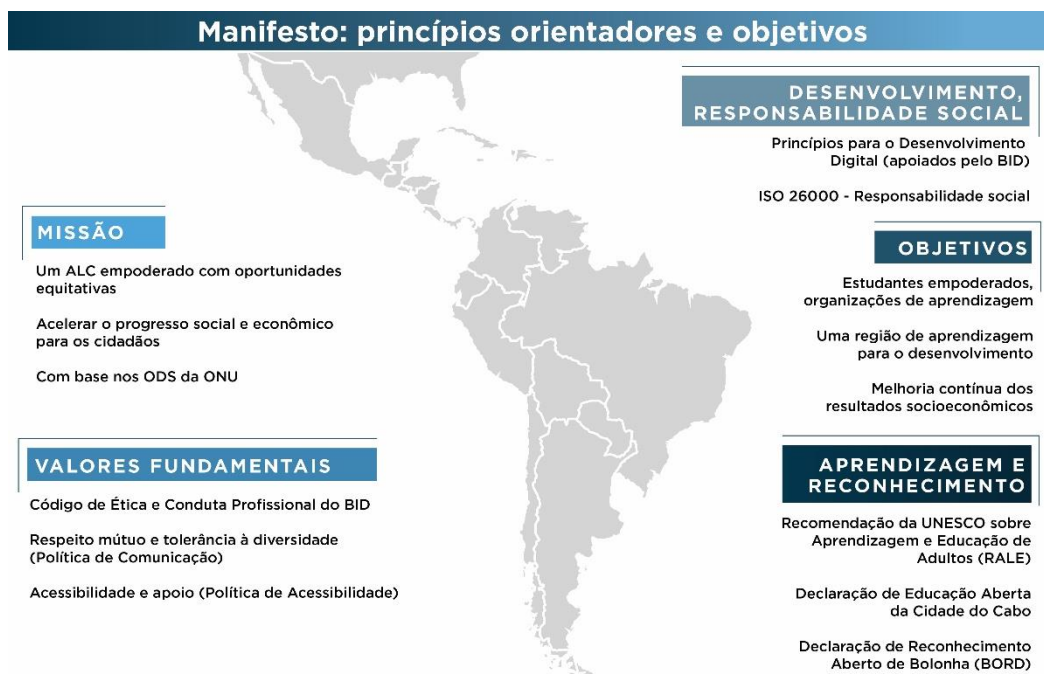 Manifesto: princípios orientadores e objetivos
DESENVOLVIMENTO,
RESPONSABILIDADE SOCIAL
Princípios para o Desenvolvimento
Digital (apoiados pelo BID)
ISO 26000 - Responsabilidade social
MISSÃO
Um ALC empoderado com oportunidades
equitativas
Acelerar o progresso social e econômico
para os cidadãos
Com base nos ODS da ONU
OBJETIVOS
Estudantes empoderados,
organizações de aprendizagem
Uma região de aprendizagem
para o desenvolvimento
Melhoria contínua dos
resultados socioeconômicos
VALORES FUNDAMENTAIS
Código de Ética e Conduta Profissional do BID
Respeito mútuo e tolerância à diversidade
(Política de Comunicação)
Acessibilidade e apoio (Política de Acessibilidade)
APRENDIZAGEM E
RECONHECIMENTO
Recomendação da UNESCO sobre
Aprendizagem e Educação de
Adultos (RALE)
Declaração de Educação Aberta
da Cidade do Cabo
Declaração de Reconhecimento
Aberto de Bolonha (BORD)